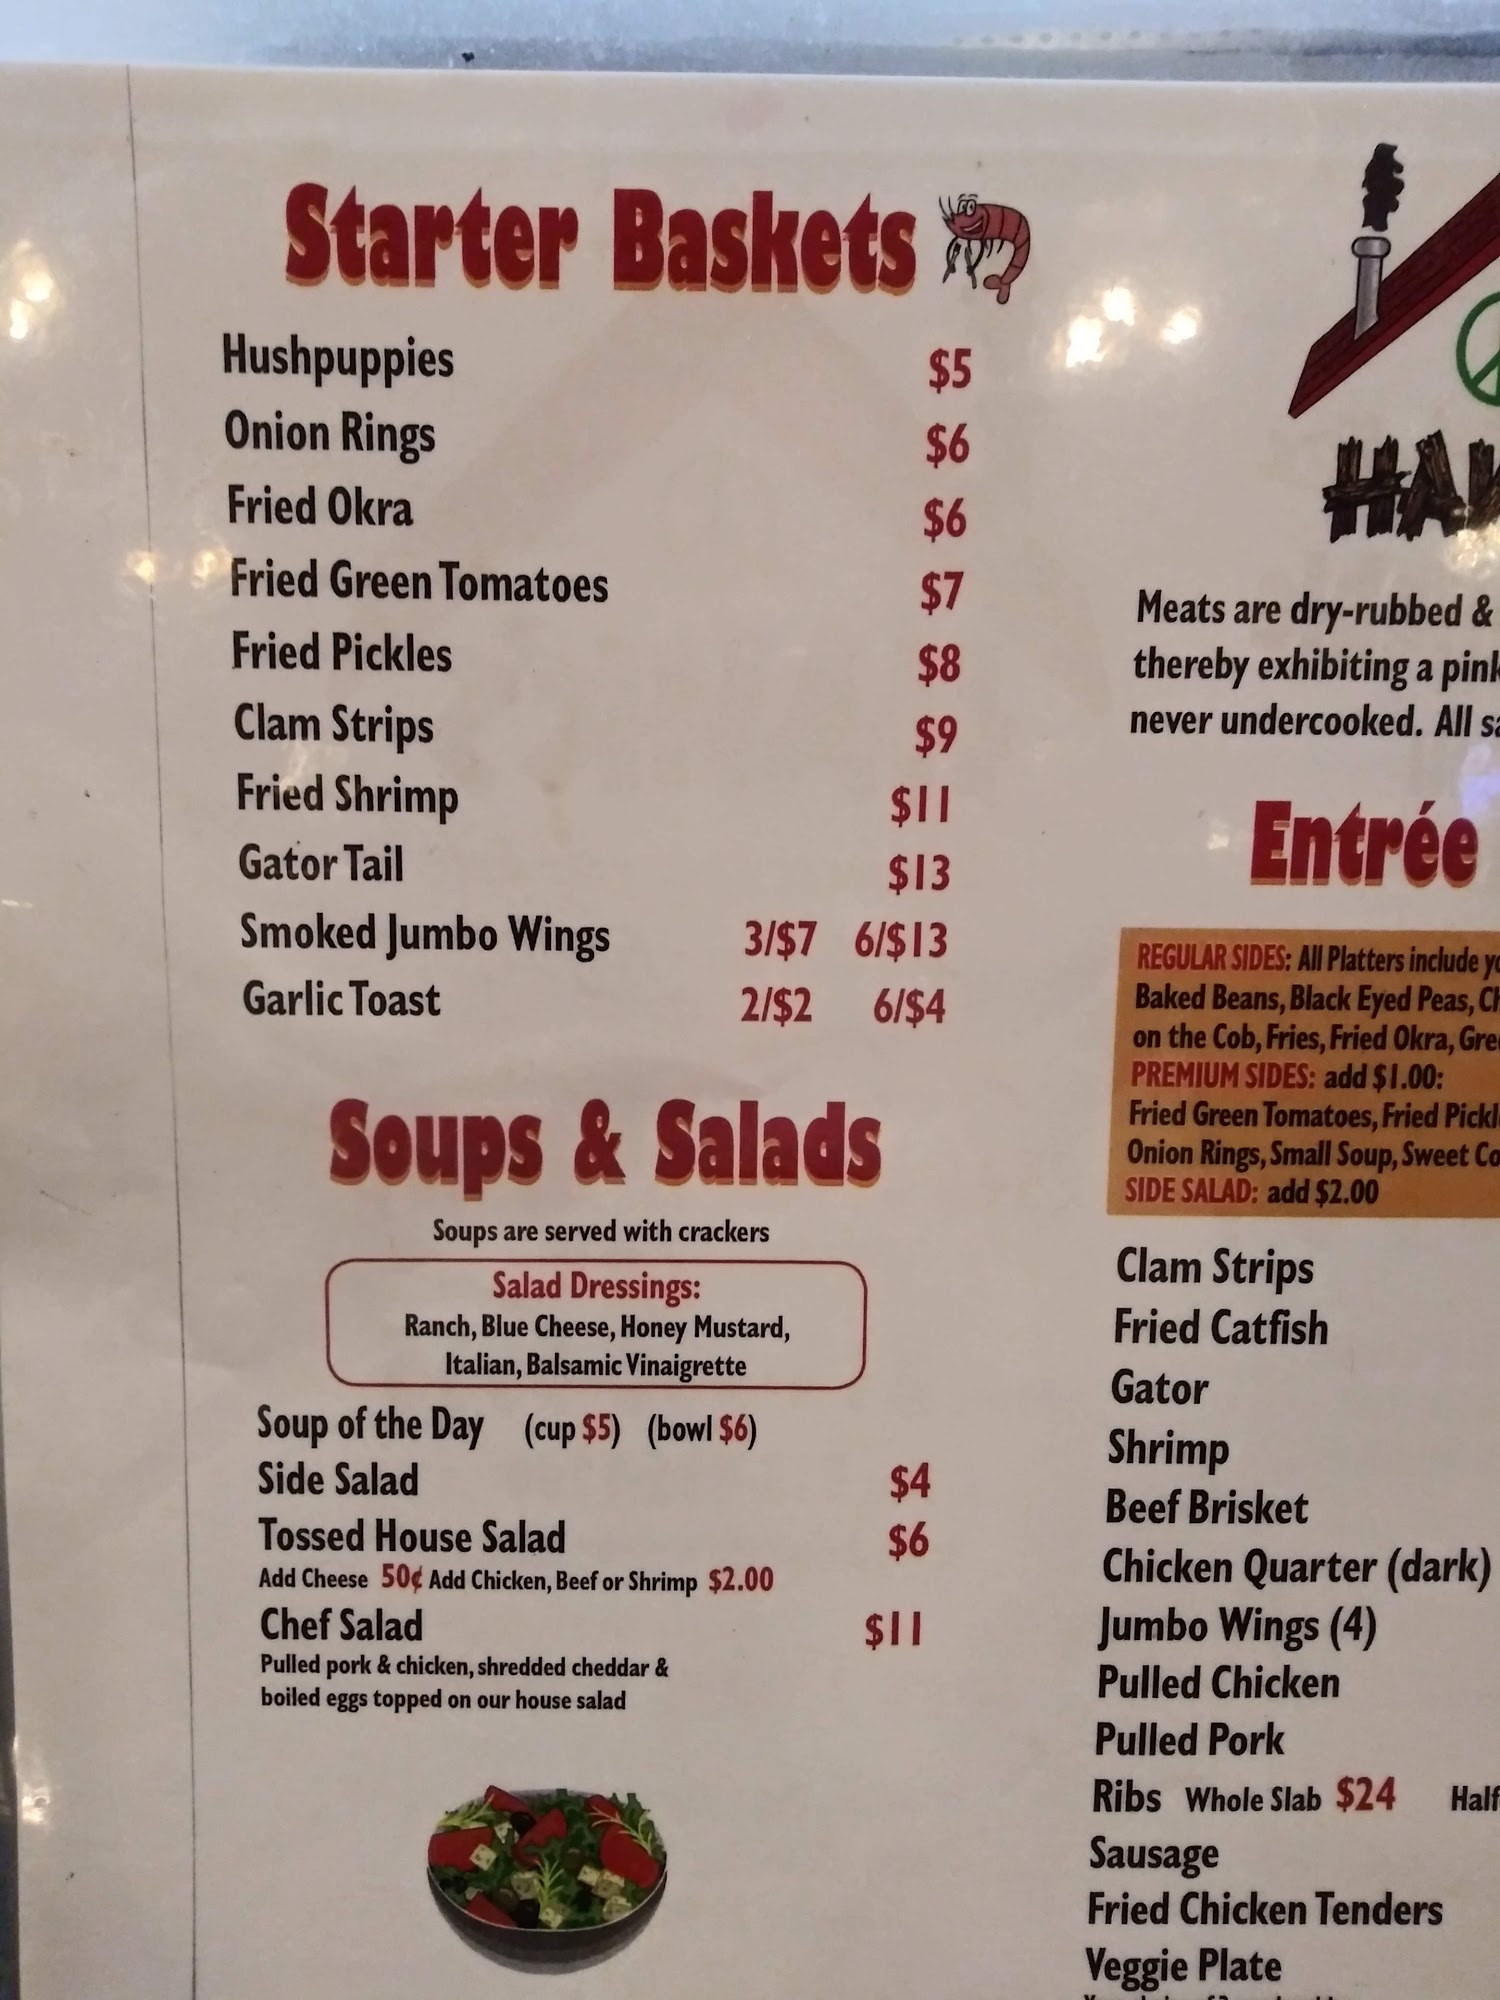 Starter Baskets
Hushpuppies $5
Onion Rings $6
Fried Okra $6
Fried Green Tomatoes $7
Fried Pickles $8
Clam Strips $9
Fried Shrimp $11
Gator Tail $13
Smoked Jumbo Wings 3/$7 6/$13
Garlic Toast 2/$2 6/$4
Soups & Salads
Soups are served with crackers
Salad Dressings:
Ranch, Blue Cheese, Honey Mustard,
Italian, Balsamic Vinaigrette
Soup of the Day (cup $5) (bowl $6)
Side Salad $4
Tossed House Salad $6
Add Cheese 50¢ Add Chicken, Beef or Shrimp $2.00
Chef Salad $11
Pulled pork & chicken, shredded cheddar &
boiled eggs topped on our house salad
Meats are dry-rubbed &
thereby exhibiting a pink
never undercooked. All
Entrée
REGULAR SIDES: All Platters include
Baked Beans, Black Eyed Peas,
on the Cob, Fries, Fried Okra,
PREMIUM SIDES: add $1.00:
Fried Green Tomatoes, Fried
Onion Rings, Small Soup, Sweet
SIDE SALAD: add $2.00
Clam Strips
Fried Catfish
Gator
Shrimp
Beef Brisket
Chicken Quarter (dark)
Jumbo Wings (4)
Pulled Chicken
Pulled Pork
Ribs Whole Slab $24 Half
Sausage
Fried Chicken Tenders
Veggie Plate